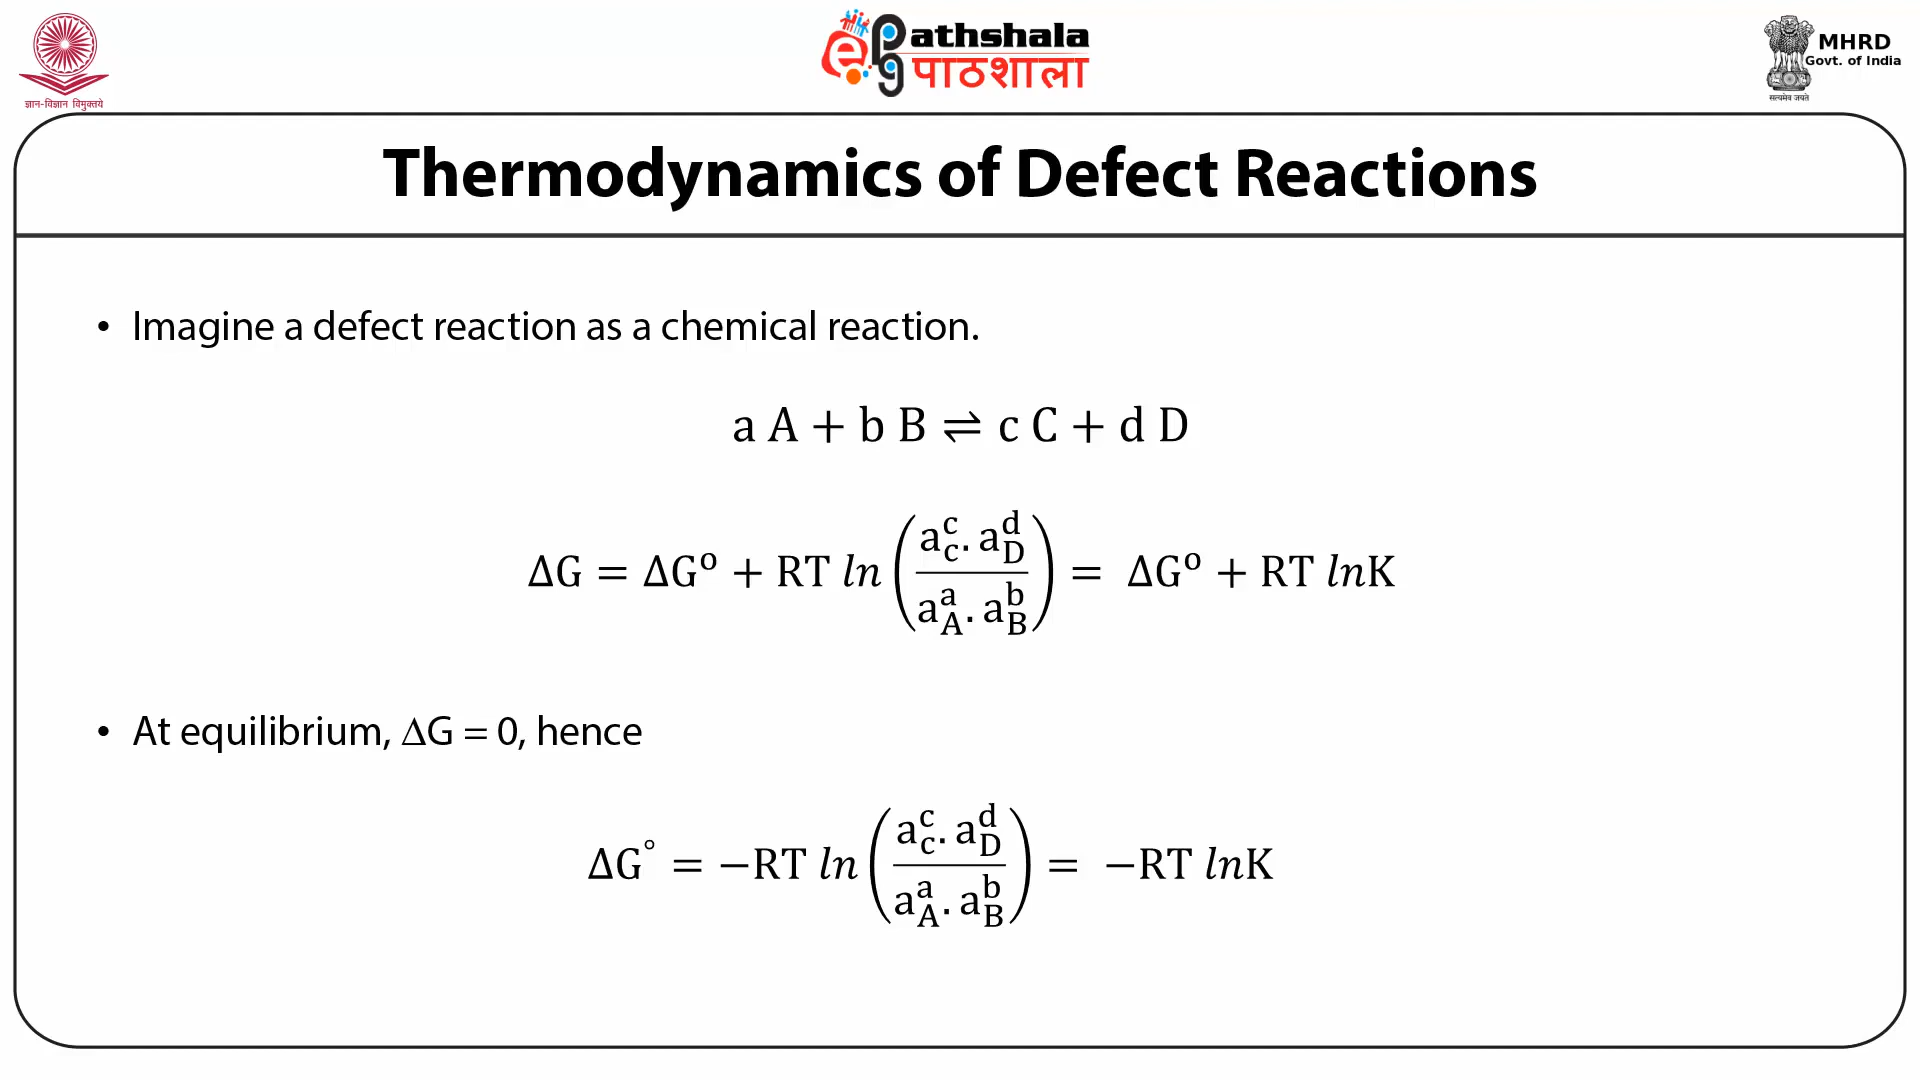 ज्ञान-विज्ञान विमुक्तये
ePathshala
पाठशाला
MHRD
Govt. of India
सत्यमेव जयते
Thermodynamics of Defect Reactions
• Imagine a defect reaction as a chemical reaction.
a A + b B ⇌ c C + d D
ΔG = ΔG^o + RT ln (a_c^c . a_D^d / a_A^a . a_B^b) = ΔG^o + RT lnK
• At equilibrium, ΔG = 0, hence
ΔG^° = −RT ln (a_c^c . a_D^d / a_A^a . a_B^b) = −RT lnK